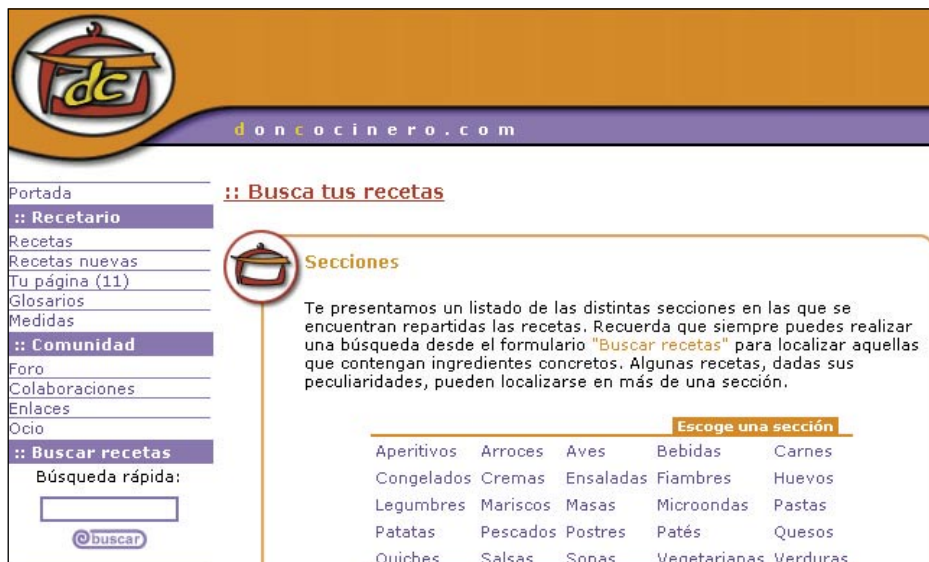 dc
doncocinero.com
Portada
:: Recetario
Recetas
Recetas nuevas
Tu página (11)
Glosarios
Medidas
:: Comunidad
Foro
Colaboraciones
Enlaces
Ocio
:: Buscar recetas
Búsqueda rápida:
buscar
:: Busca tus recetas
Secciones
Te presentamos un listado de las distintas secciones en las que se
encuentran repartidas las recetas. Recuerda que siempre puedes realizar
una búsqueda desde el formulario "Buscar recetas" para localizar aquellas
que contengan ingredientes concretos. Algunas recetas, dadas sus
peculiaridades, pueden localizarse en más de una sección.
Escoge una sección
Aperitivos Arroces Aves Bebidas Carnes
Congelados Cremas Ensaladas Fiambres Huevos
Legumbres Mariscos Masas Microondas Pastas
Patatas Pescados Postres Patés Quesos
Quiches Salsas Sopas Vegetarianas Verduras